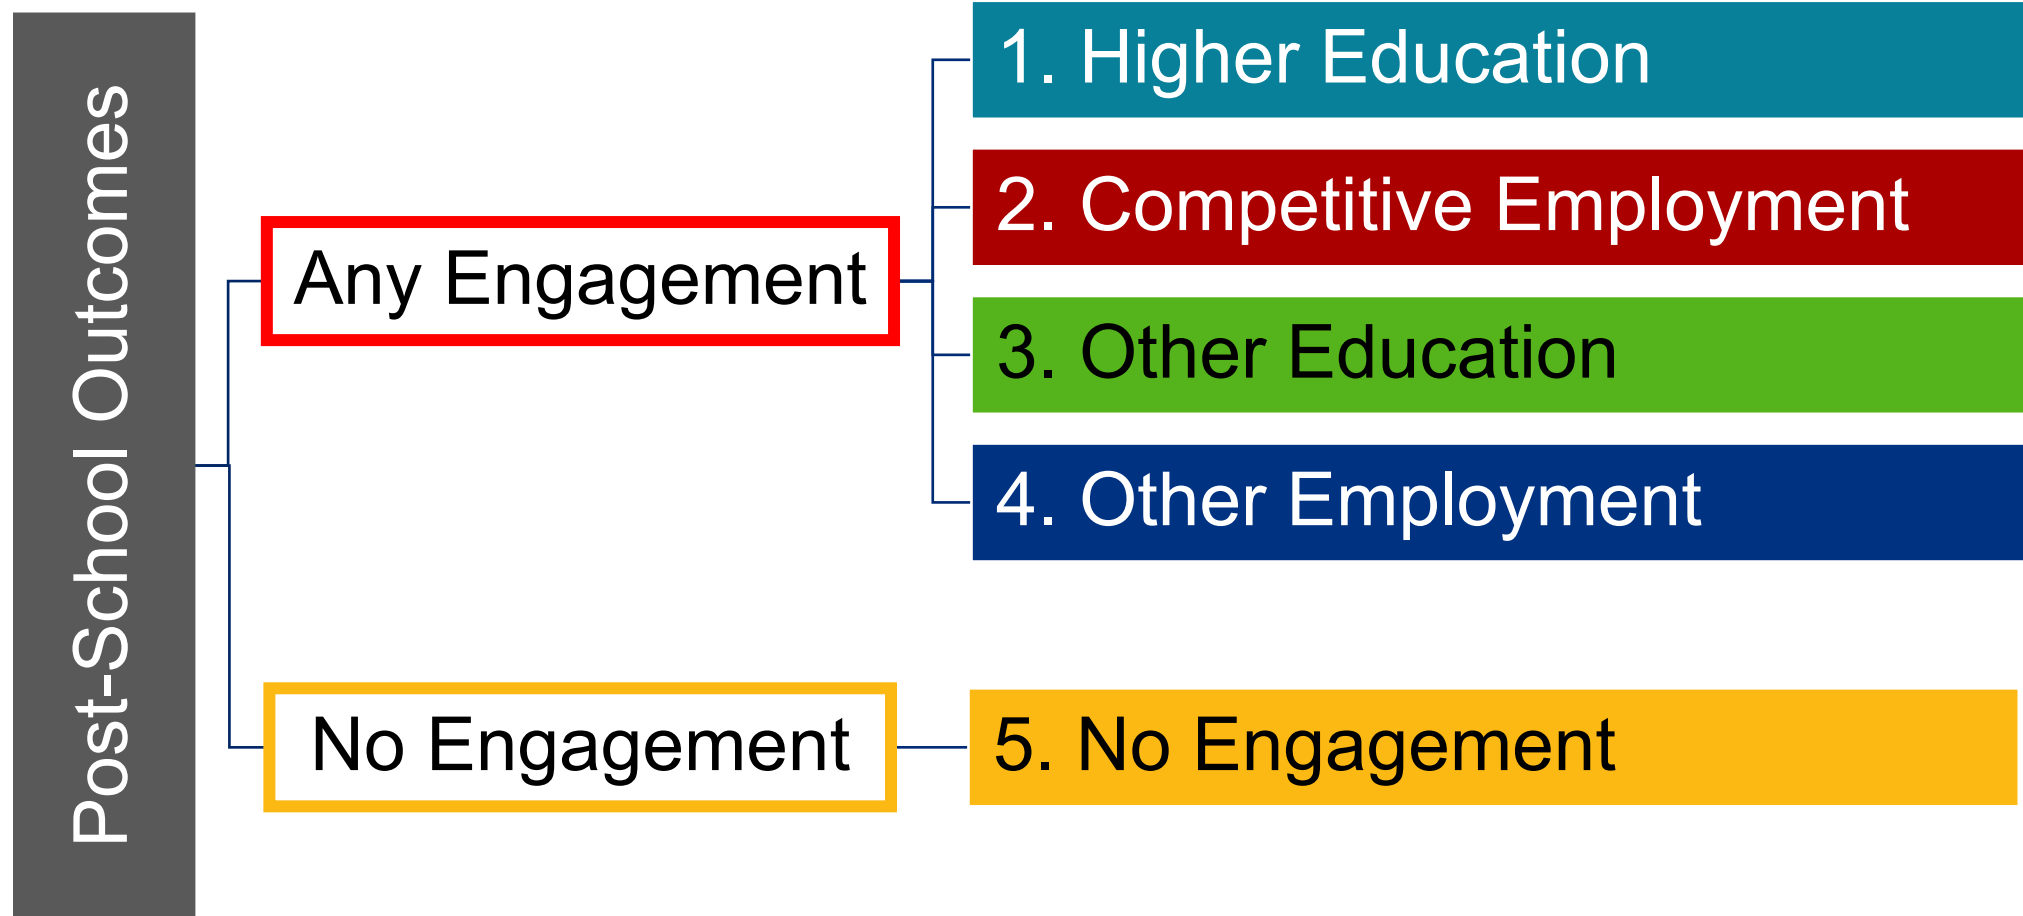 Post-School Outcomes
Any Engagement
1. Higher Education
2. Competitive Employment
3. Other Education
4. Other Employment
No Engagement
5. No Engagement